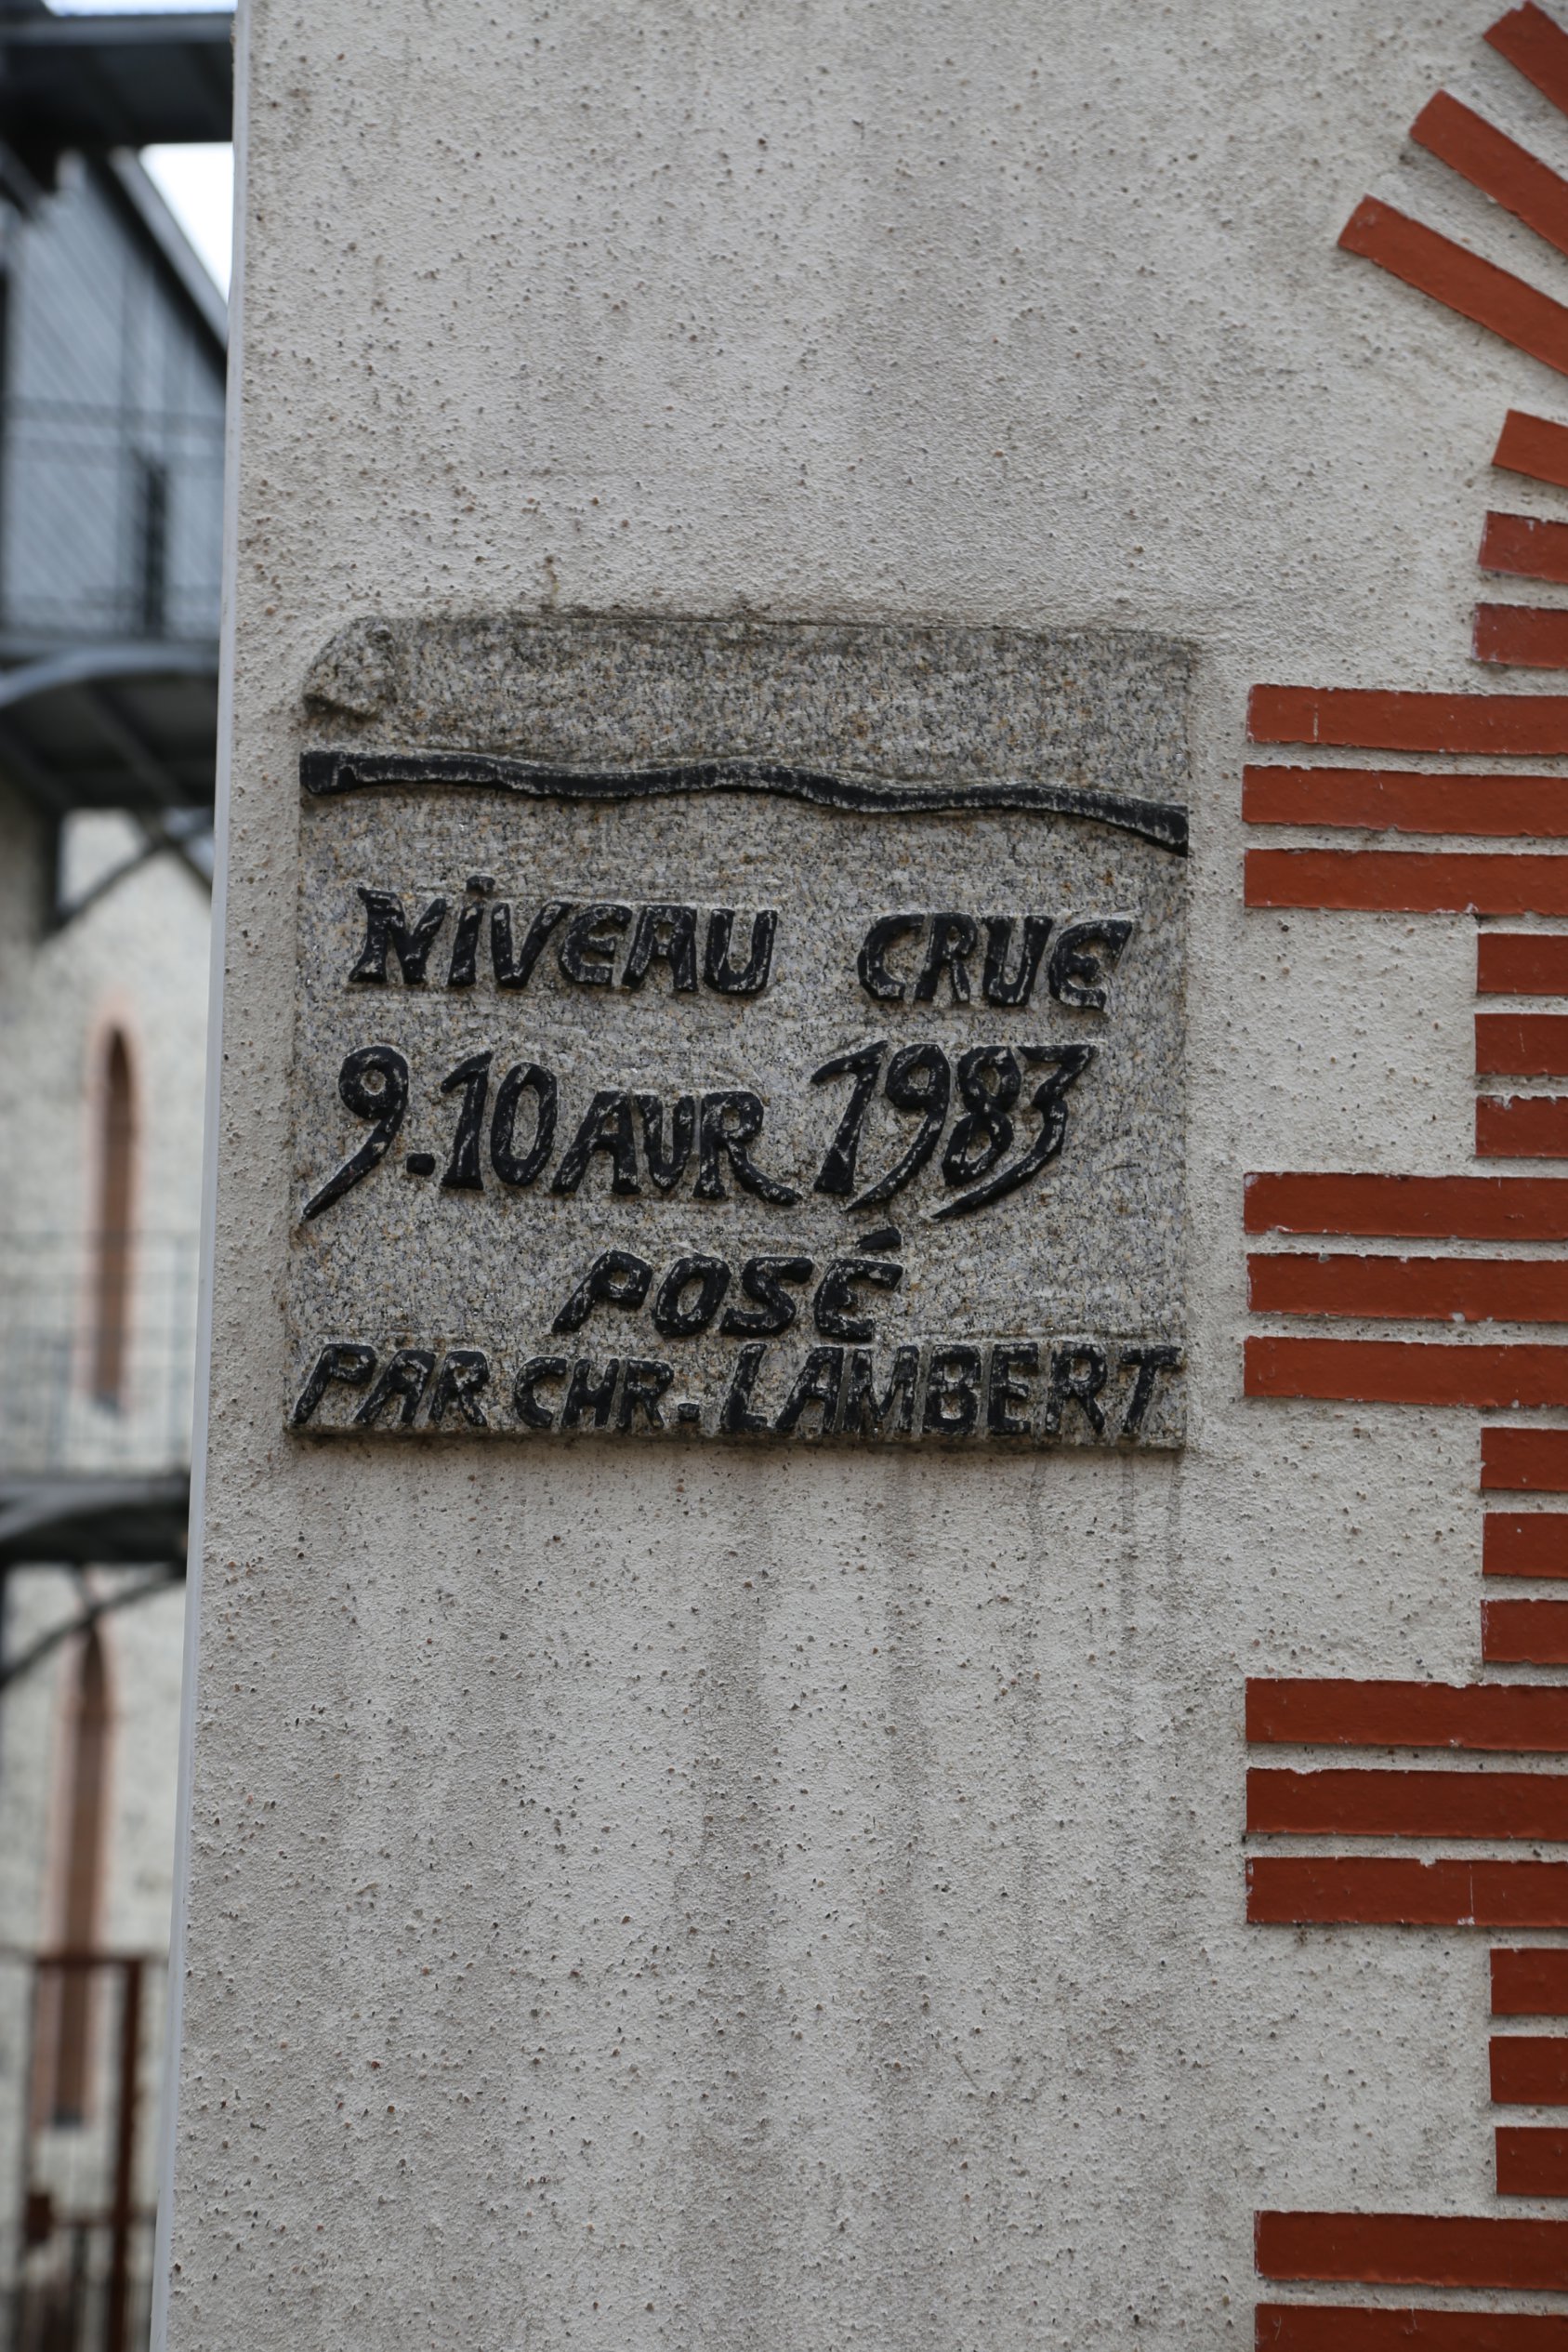 NiVEAU CRUE
9.10 AVR 1983
POSÉ
PAR CHR. LAMBERT